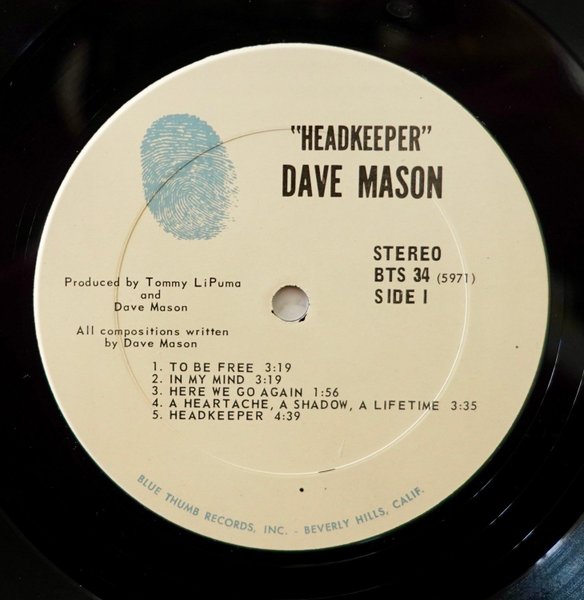 "HEADKEEPER"
DAVE MASON
STEREO
BTS 34 (5971)
SIDE 1
Produced by Tommy LiPuma
and
Dave Mason
All compositions written
by Dave Mason
1. TO BE FREE 3:19
2. IN MY MIND 3:19
3. HERE WE GO AGAIN 1:56
4. A HEARTACHE, A SHADOW, A LIFETIME 3:35
5. HEADKEEPER 4:39
BLUE THUMB RECORDS, INC. - BEVERLY HILLS, CALIF.